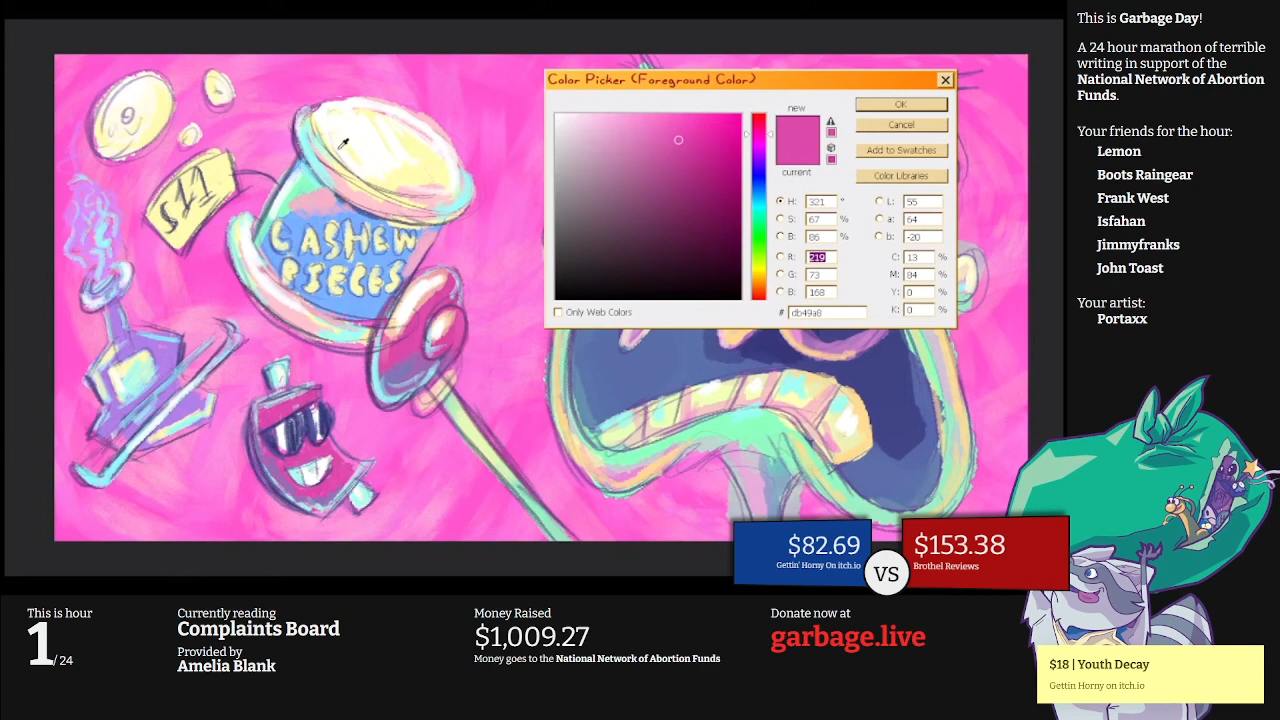 This is Garbage Day!
A 24 hour marathon of terrible
writing in support of the
National Network of Abortion
Funds.
Your friends for the hour:
Lemon
Boots Raingear
Frank West
Isfahan
Jimmyfranks
John Toast
Your artist:
Portaxx
CASHEW
PIECES
Color Picker (Foreground Color)
new
current
OK
Cancel
Add to Swatches
Color Libraries
H: 321 °
S: 67 %
B: 86 %
R: 219
G: 73
B: 168
L: 55
a: 64
b: -20
C: 13 %
M: 84 %
Y: 0 %
K: 0 %
Only Web Colors
# db49a8
$82.69
Gettin' Horny On itch.io
VS
$153.38
Brothel Reviews
This is hour
1 / 24
Currently reading
Complaints Board
Provided by
Amelia Blank
Money Raised
$1,009.27
Money goes to the National Network of Abortion Funds
Donate now at
garbage.live
$18 | Youth Decay
Gettin Horny on itch.io